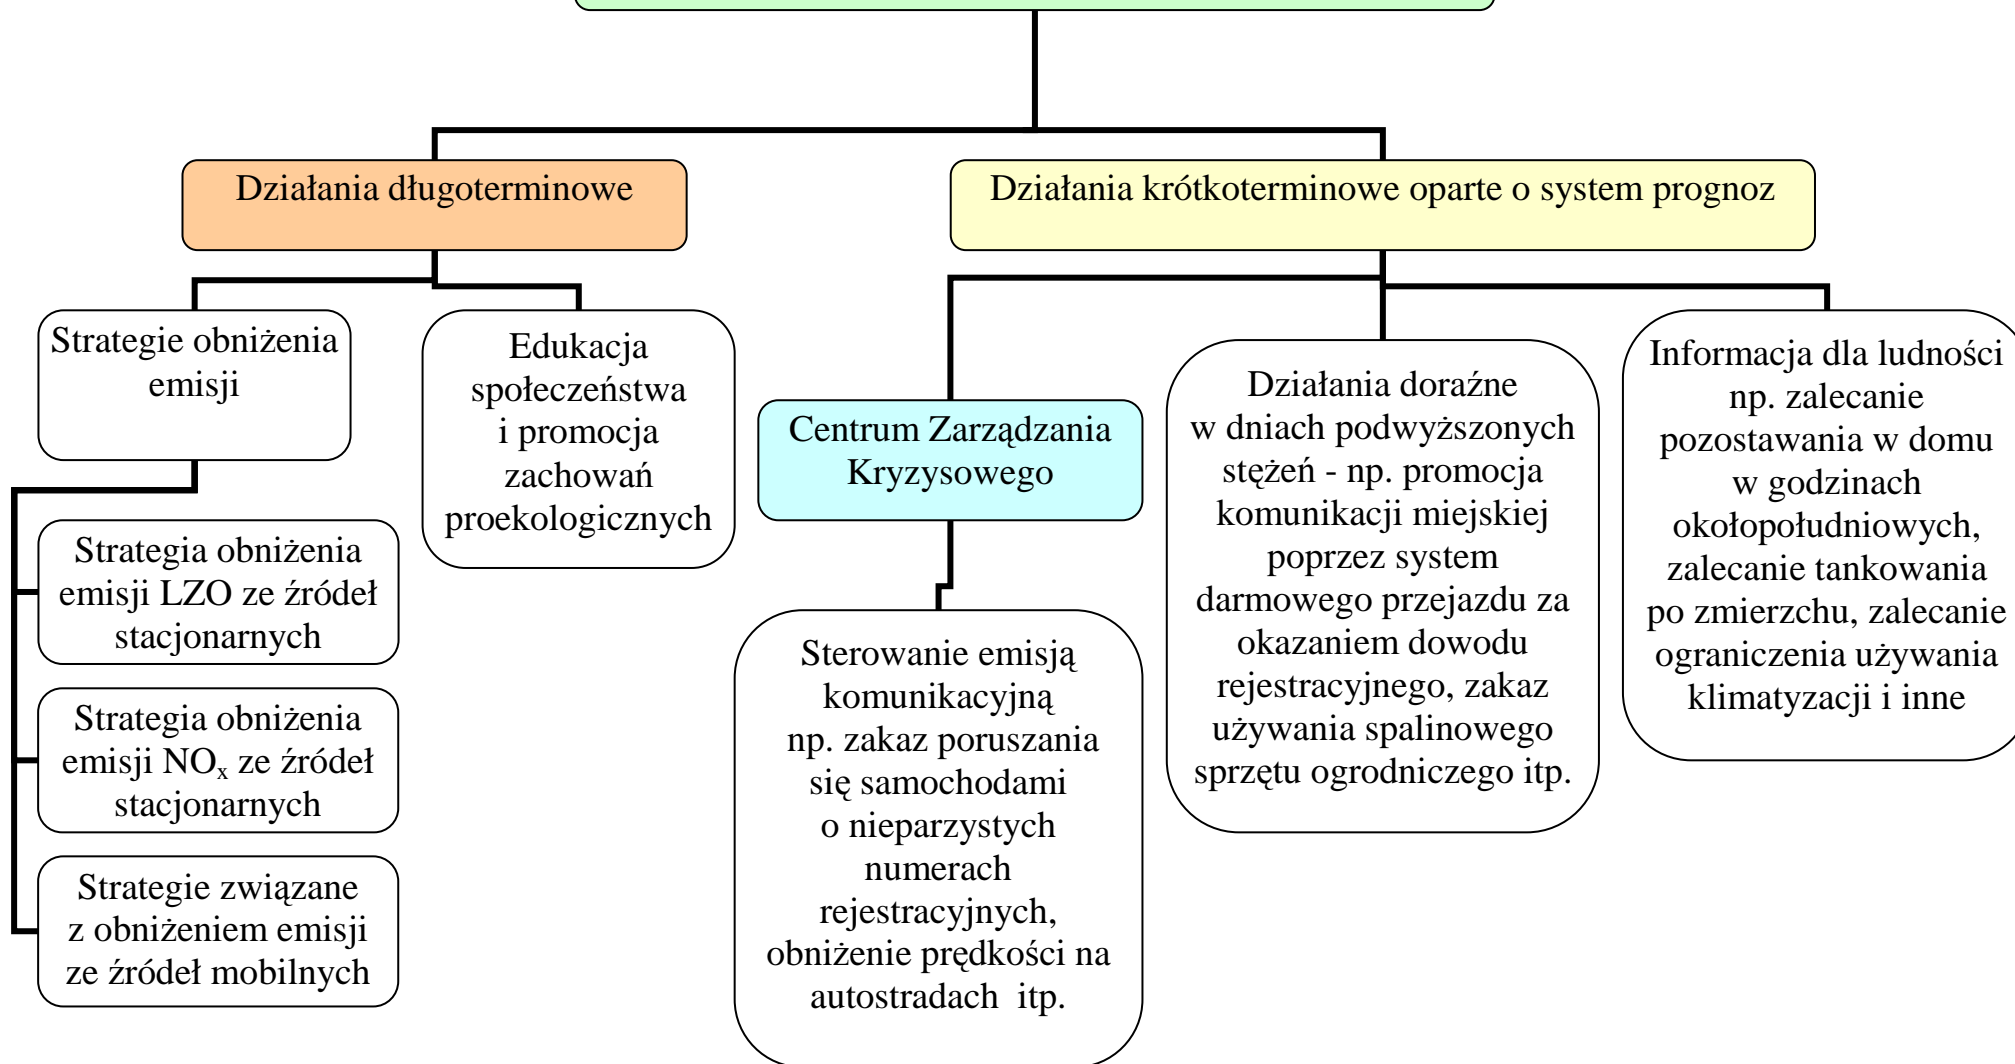 Działania długoterminowe
Działania krótkoterminowe oparte o system prognoz
Strategie obniżenia
emisji
Edukacja
społeczeństwa
i promocja
zachowań
proekologicznych
Strategia obniżenia
emisji LZO ze źródeł
stacjonarnych
Strategia obniżenia
emisji NOₓ ze źródeł
stacjonarnych
Strategie związane
z obniżeniem emisji
ze źródeł mobilnych
Centrum Zarządzania
Kryzysowego
Sterowanie emisją
komunikacyjną
np. zakaz poruszania
się samochodami
o nieparzystych
numerach
rejestracyjnych,
obniżenie prędkości na
autostradach itp.
Działania doraźne
w dniach podwyższonych
stężeń - np. promocja
komunikacji miejskiej
poprzez system
darmowego przejazdu za
okazaniem dowodu
rejestracyjnego, zakaz
używania spalinowego
sprzętu ogrodniczego itp.
Informacja dla ludności
np. zalecanie
pozostawania w domu
w godzinach
okołopołudniowych,
zalecanie tankowania
po zmierzchu, zalecanie
ograniczenia używania
klimatyzacji i inne